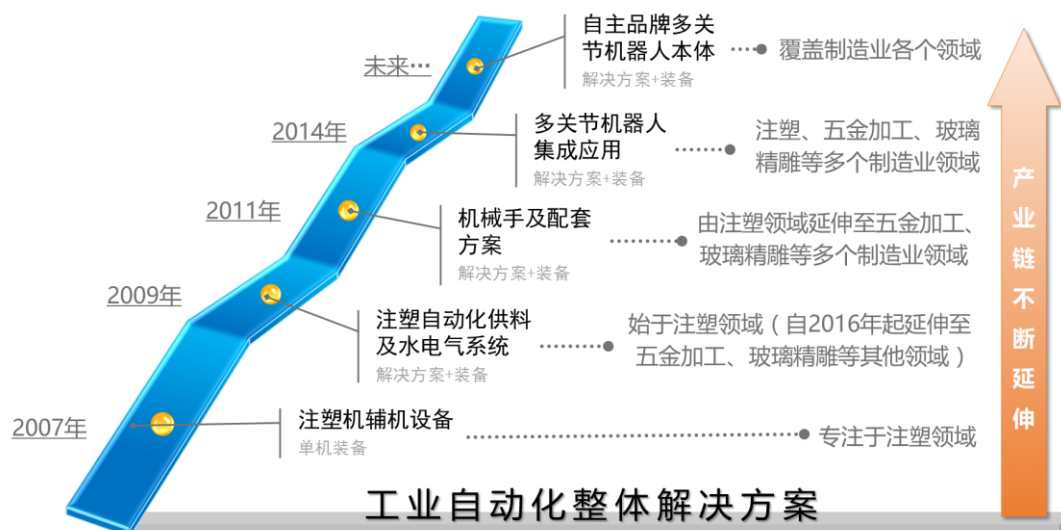 未来…
自主品牌多关
节机器人本体
解决方案+装备
覆盖制造业各个领域
2014年
多关节机器人
集成应用
解决方案+装备
注塑、五金加工、玻璃
精雕等多个制造业领域
2011年
机械手及配套
方案
解决方案+装备
由注塑领域延伸至五金加工、
玻璃精雕等多个制造业领域
2009年
注塑自动化供料
及水电气系统
解决方案+装备
始于注塑领域（自2016年起延伸至
五金加工、玻璃精雕等其他领域）
2007年
注塑机辅机设备
单机装备
专注于注塑领域
产业链不断延伸
工业自动化整体解决方案